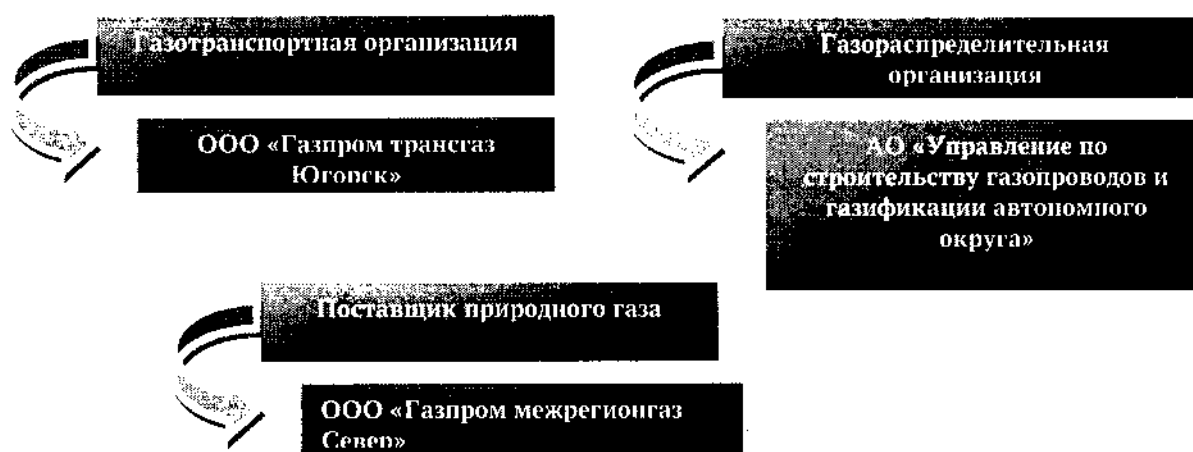 Газотранспортная организация
ООО «Газпром трансгаз
Югорск»
Газораспределительная
организация
АО «Управление по
строительству газопроводов и
газификации автономного
округа»
Поставщик природного газа
ООО «Газпром межрегионгаз
Север»